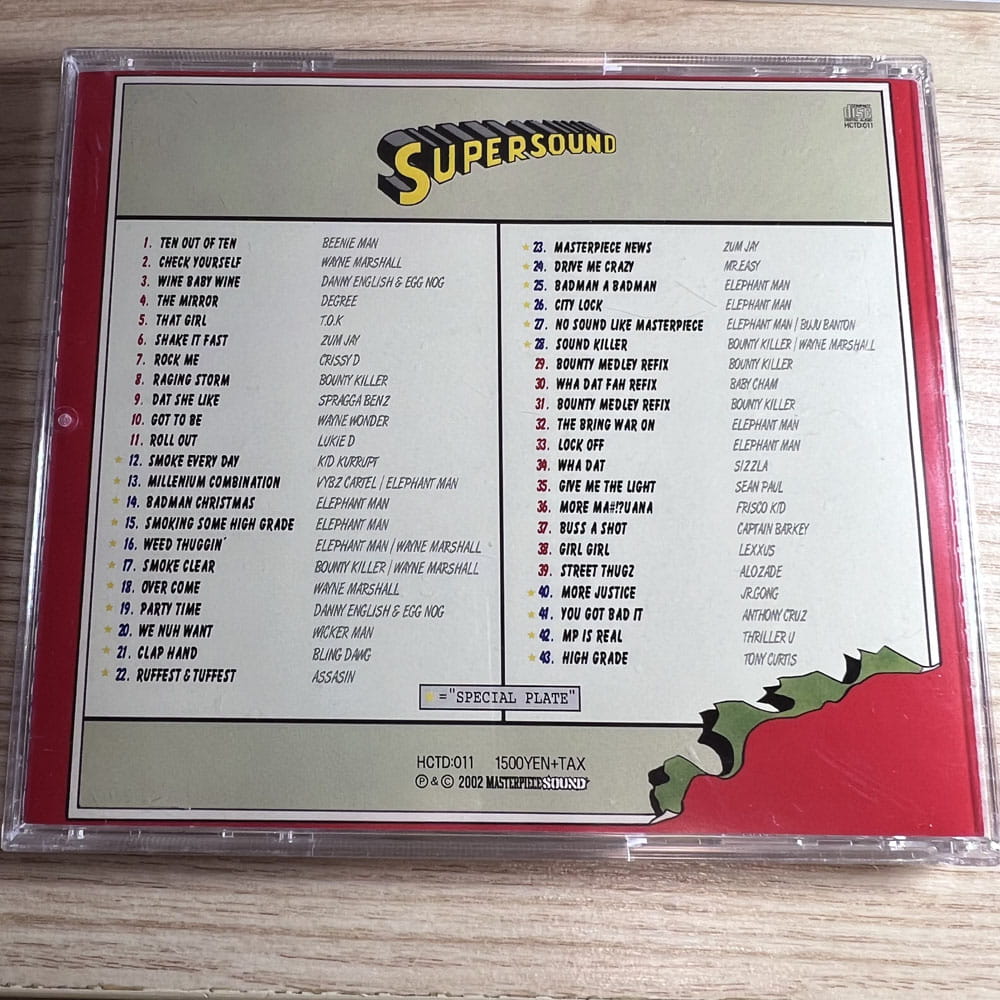 SUPERSOUND
COMPACT
disc
DIGITAL AUDIO
HCTD:011
1. TEN OUT OF TEN BEENIE MAN
2. CHECK YOURSELF WAYNE MARSHALL
3. WINE BABY WINE DANNY ENGLISH & EGG NOG
4. THE MIRROR DEGREE
5. THAT GIRL T.O.K
6. SHAKE IT FAST ZUM JAY
7. ROCK ME CRISSY D
8. RAGING STORM BOUNTY KILLER
9. DAT SHE LIKE SPRAGGA BENZ
10. GOT TO BE WAYNE WONDER
11. ROLL OUT LUKIE D
★ 12. SMOKE EVERY DAY KID KURRUPT
★ 13. MILLENIUM COMBINATION VYBZ CARTEL / ELEPHANT MAN
★ 14. BADMAN CHRISTMAS ELEPHANT MAN
★ 15. SMOKING SOME HIGH GRADE ELEPHANT MAN
★ 16. WEED THUGGIN' ELEPHANT MAN / WAYNE MARSHALL
★ 17. SMOKE CLEAR BOUNTY KILLER / WAYNE MARSHALL
★ 18. OVER COME WAYNE MARSHALL
★ 19. PARTY TIME DANNY ENGLISH & EGG NOG
★ 20. WE NUH WANT WICKER MAN
★ 21. CLAP HAND BLING DAWG
★ 22. RUFFEST & TUFFEST ASSASIN
★ 23. MASTERPIECE NEWS ZUM JAY
★ 24. DRIVE ME CRAZY MR.EASY
★ 25. BADMAN A BADMAN ELEPHANT MAN
★ 26. CITY LOCK ELEPHANT MAN
★ 27. NO SOUND LIKE MASTERPIECE ELEPHANT MAN / BUJU BANTON
★ 28. SOUND KILLER BOUNTY KILLER / WAYNE MARSHALL
29. BOUNTY MEDLEY REFIX BOUNTY KILLER
30. WHA DAT FAH REFIX BABY CHAM
31. BOUNTY MEDLEY REFIX BOUNTY KILLER
32. THE BRING WAR ON ELEPHANT MAN
33. LOCK OFF ELEPHANT MAN
34. WHA DAT SIZZLA
35. GIVE ME THE LIGHT SEAN PAUL
36. MORE MA#!?UANA FRISCO KID
37. BUSS A SHOT CAPTAIN BARKEY
38. GIRL GIRL LEXXUS
39. STREET THUGZ ALOZADE
★ 40. MORE JUSTICE JR.GONG
★ 41. YOU GOT BAD IT ANTHONY CRUZ
★ 42. MP IS REAL THRILLER U
★ 43. HIGH GRADE TONY CURTIS
★="SPECIAL PLATE"
HCTD:011 1500YEN+TAX
Ⓟ & © 2002 MASTERPIECE SOUND